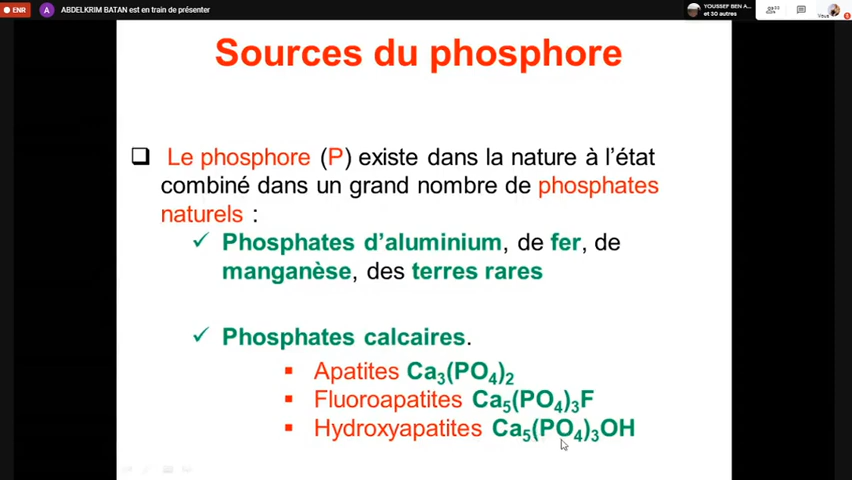 ENR
A
ABDELKRIM BATAN est en train de présenter
YOUSSEF BEN A...
et 30 autres
Vous
Sources du phosphore
Le phosphore (P) existe dans la nature à l'état
combiné dans un grand nombre de phosphates
naturels :
Phosphates d'aluminium, de fer, de
manganèse, des terres rares
Phosphates calcaires.
Apatites Ca₃(PO₄)₂
Fluoroapatites Ca₅(PO₄)₃F
Hydroxyapatites Ca₅(PO₄)₃OH